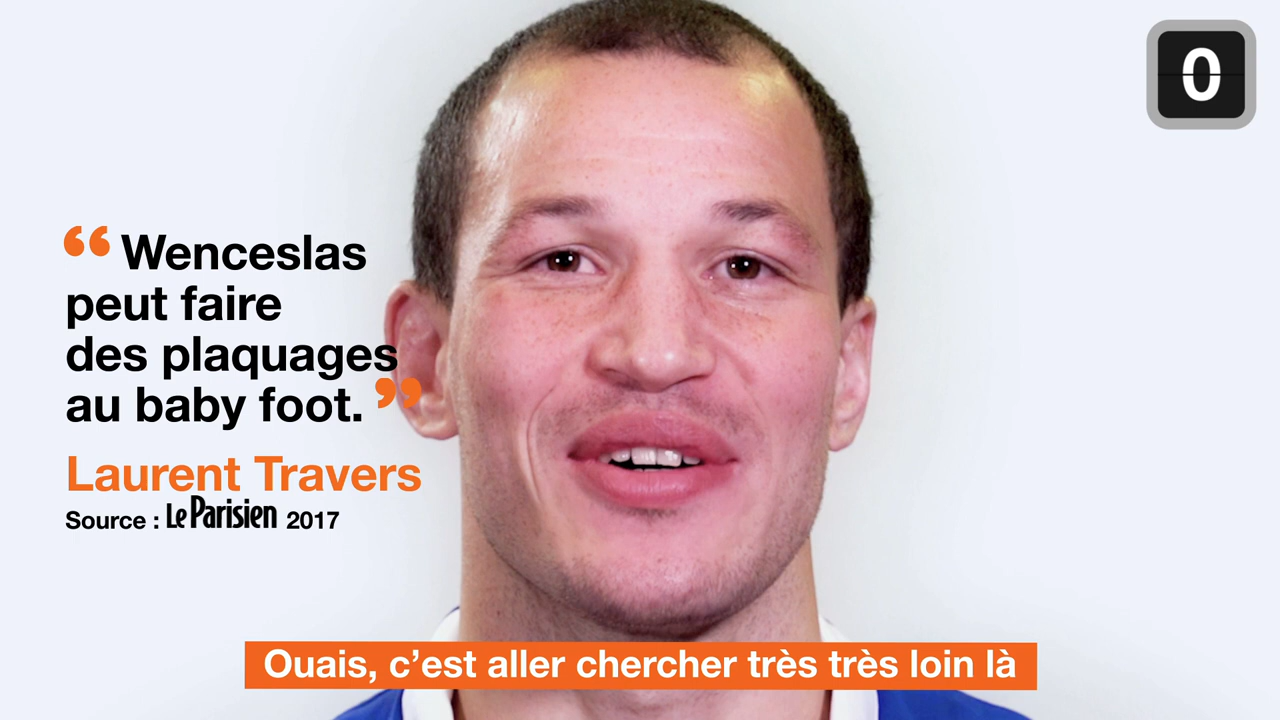 “ Wenceslas
peut faire
des plaquages
au baby foot. ”
Laurent Travers
Source : Le Parisien 2017
0
Ouais, c’est aller chercher très très loin là